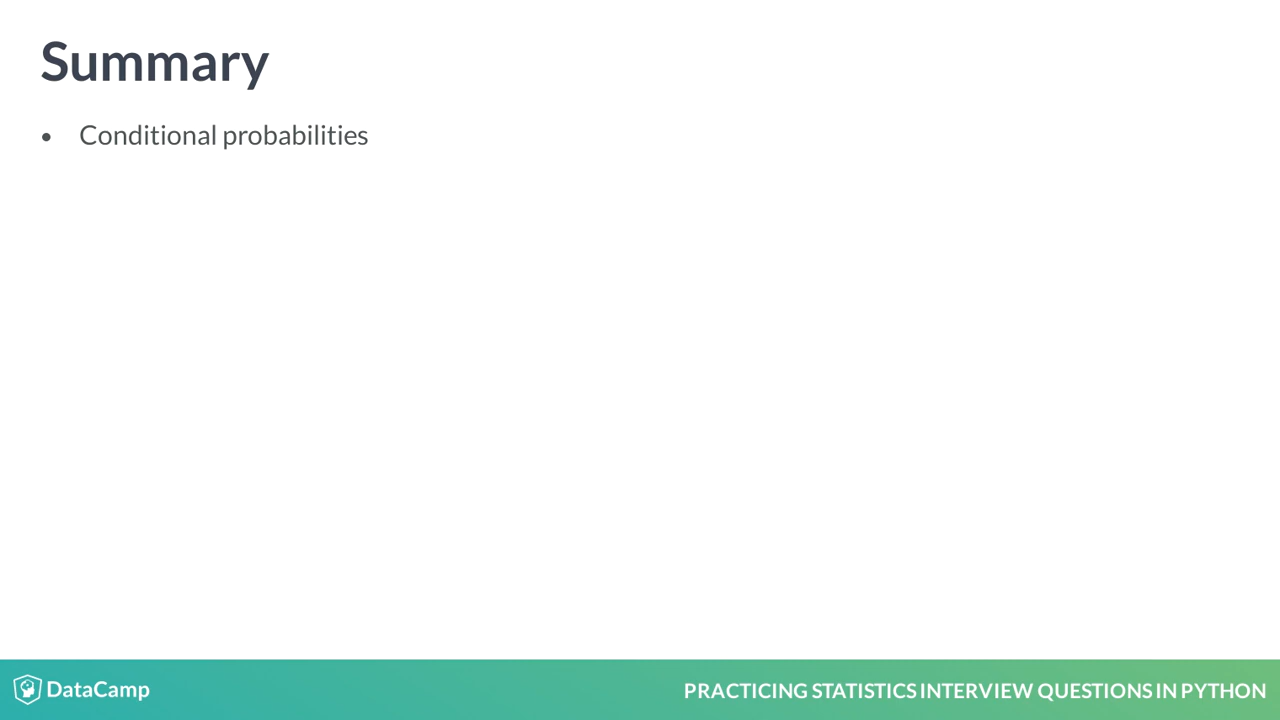 Summary
• Conditional probabilities
DataCamp
PRACTICING STATISTICS INTERVIEW QUESTIONS IN PYTHON